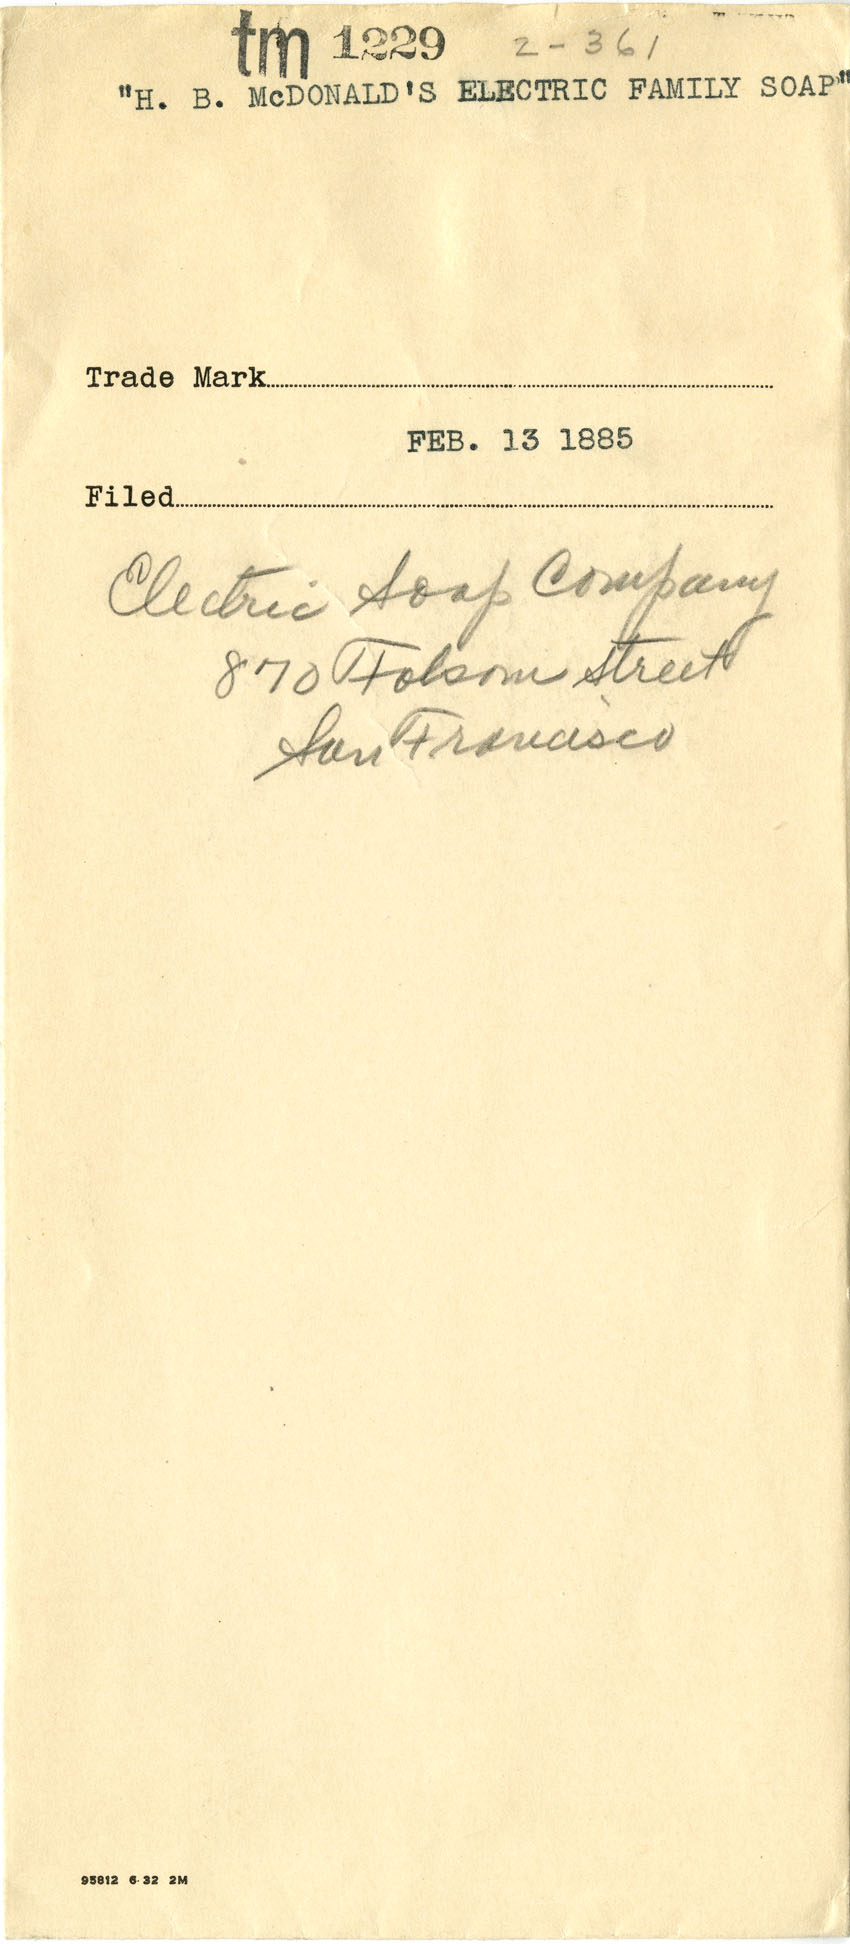 tm 1229 2-361
"H. B. McDONALD'S ELECTRIC FAMILY SOAP"
Trade Mark
FEB. 13 1885
Filed
Electric Soap Company
870 Folsom Street
San Francisco
95812 6-32 2M